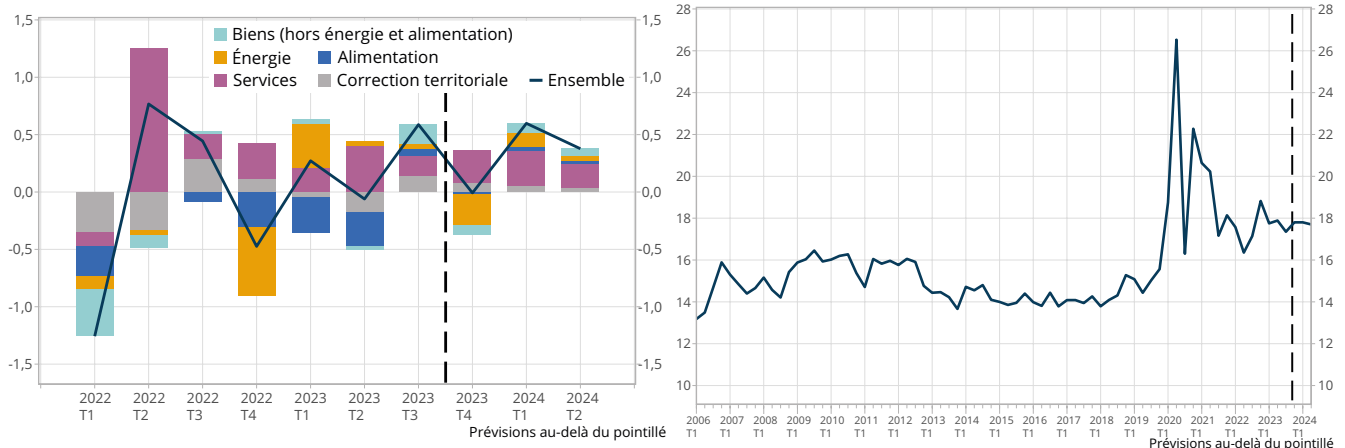 1,5
1,0
0,5
0,0
-0,5
-1,0
-1,5
Biens (hors énergie et alimentation)
Énergie
Alimentation
Services
Correction territoriale
Ensemble
1,5
1,0
0,5
0,0
-0,5
-1,0
-1,5
2022 2022 2022 2022 2023 2023 2023 2023 2024 2024
T1 T2 T3 T4 T1 T2 T3 T4 T1 T2
Prévisions au-delà du pointillé
28
26
24
22
20
18
16
14
12
10
28
26
24
22
20
18
16
14
12
10
2006 2007 2008 2009 2010 2011 2012 2013 2014 2015 2016 2017 2018 2019 2020 2021 2022 2023 2024
T1 T1 T1 T1 T1 T1 T1 T1 T1 T1 T1 T1 T1 T1 T1 T1 T1 T1 T1
Prévisions au-delà du pointillé